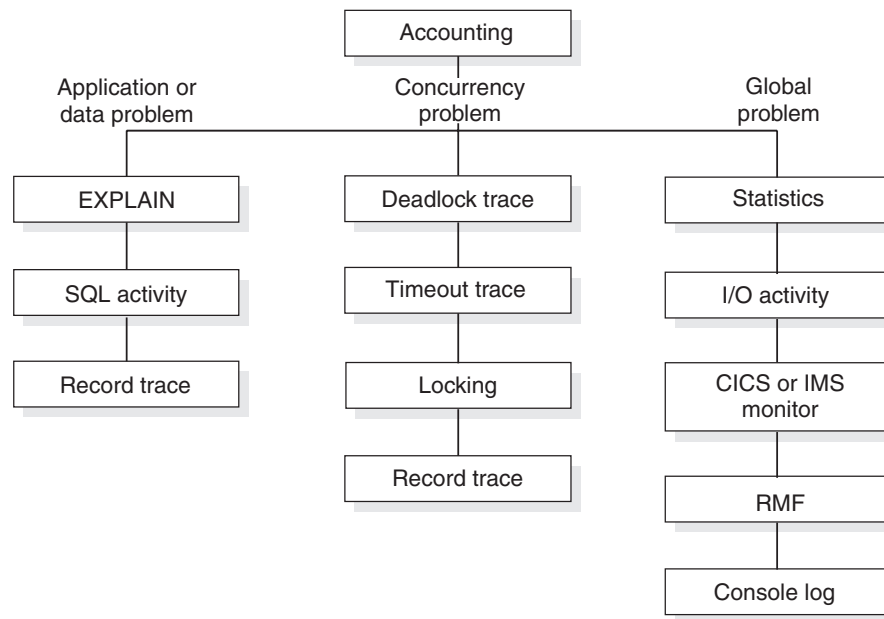 Accounting
Application or
data problem
Concurrency
problem
Global
problem
EXPLAIN
SQL activity
Record trace
Deadlock trace
Timeout trace
Locking
Record trace
Statistics
I/O activity
CICS or IMS
monitor
RMF
Console log